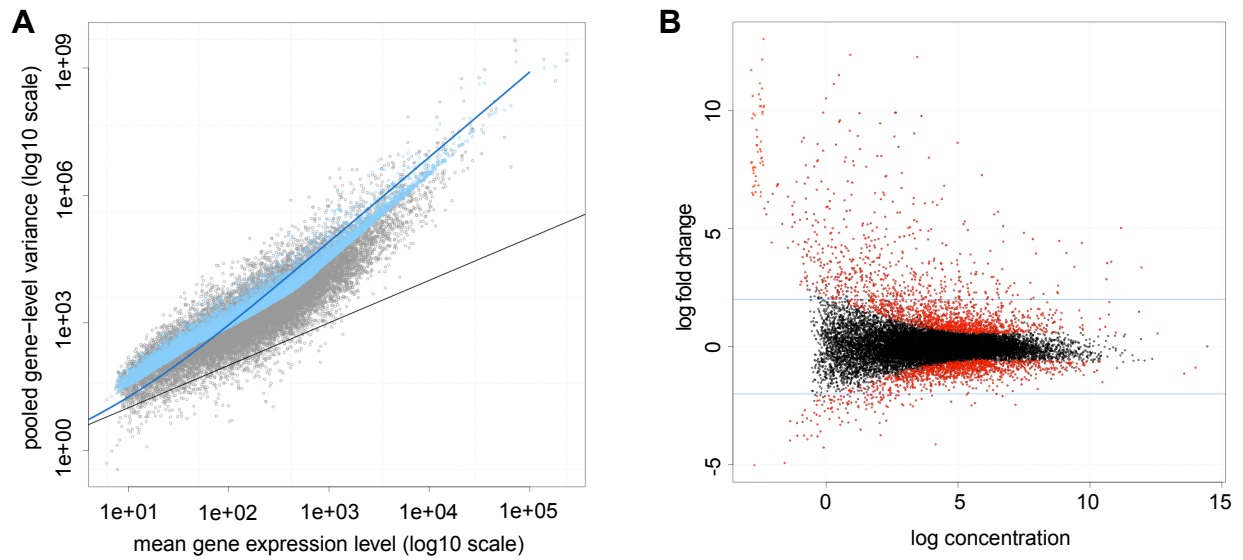 A
pooled gene-level variance (log10 scale)
1e+09
1e+06
1e+03
1e+00
1e+01 1e+02 1e+03 1e+04 1e+05
mean gene expression level (log10 scale)
B
log fold change
10
5
0
-5
0 5 10 15
log concentration